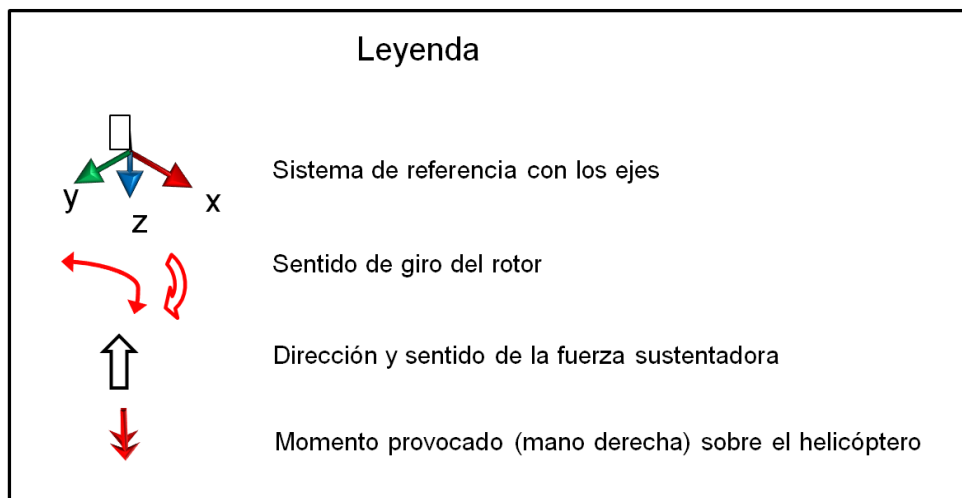 Leyenda
y
z
x
Sistema de referencia con los ejes
Sentido de giro del rotor
Dirección y sentido de la fuerza sustentadora
Momento provocado (mano derecha) sobre el helicóptero